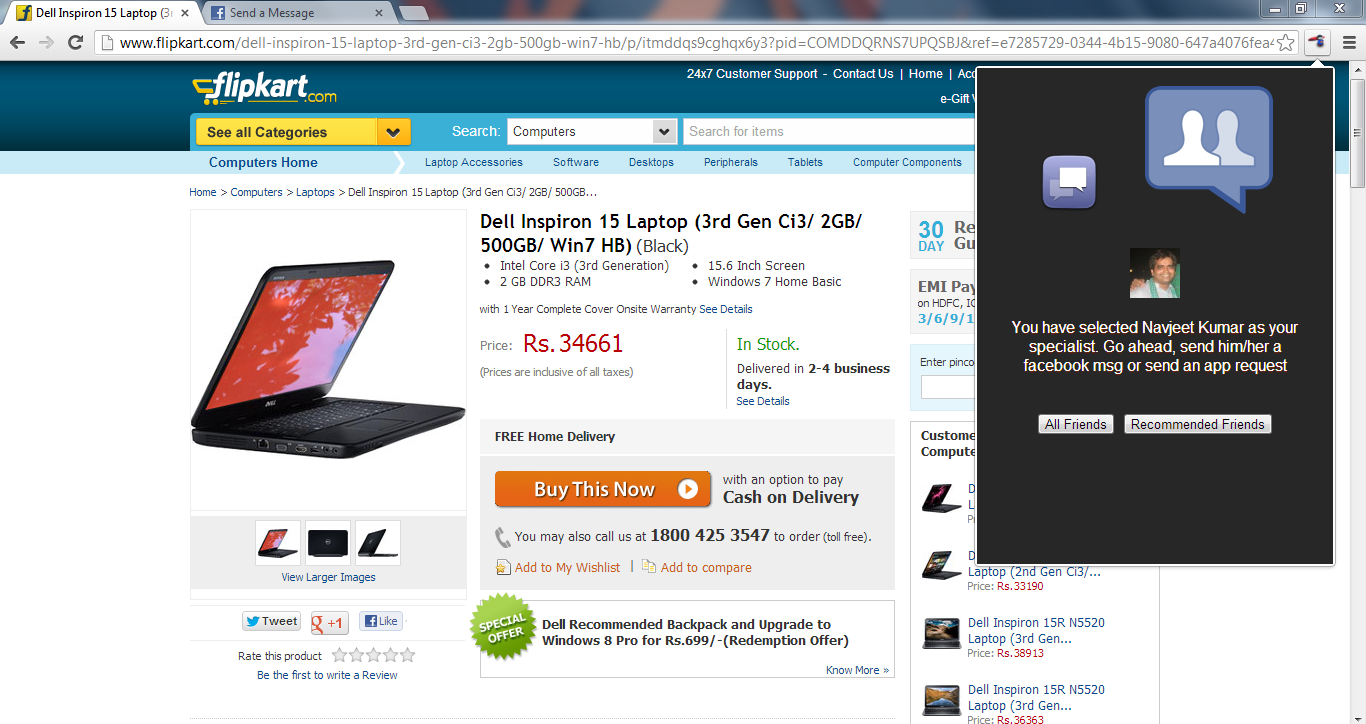 Dell Inspiron 15 Laptop (3r
Send a Message
www.flipkart.com/dell-inspiron-15-laptop-3rd-gen-ci3-2gb-500gb-win7-hb/p/itmddqs9cghqx6y3?pid=COMDDQRNS7UPQSBJ&ref=e7285729-0344-4b15-9080-647a4076fea4
24x7 Customer Support - Contact Us | Home | Acc
flipkart.com
e-Gift V
See all Categories
Search: Computers Search for items
Computers Home Laptop Accessories Software Desktops Peripherals Tablets Computer Components
Home > Computers > Laptops > Dell Inspiron 15 Laptop (3rd Gen Ci3/ 2GB/ 500GB...
Dell Inspiron 15 Laptop (3rd Gen Ci3/ 2GB/
500GB/ Win7 HB) (Black)
Intel Core i3 (3rd Generation)
15.6 Inch Screen
2 GB DDR3 RAM
Windows 7 Home Basic
with 1 Year Complete Cover Onsite Warranty See Details
Price: Rs. 34661
(Prices are inclusive of all taxes)
In Stock.
Delivered in 2-4 business
days.
See Details
FREE Home Delivery
Buy This Now
with an option to pay
Cash on Delivery
You may also call us at 1800 425 3547 to order (toll free).
Add to My Wishlist | Add to compare
SPECIAL
OFFER
Dell Recommended Backpack and Upgrade to
Windows 8 Pro for Rs.699/-(Redemption Offer)
Know More »
DELL
View Larger Images
Tweet
g +1
Like
Rate this product
Be the first to write a Review
30
DAY
Re
Gu
EMI Pay
on HDFC, IC
3/6/9/1
Enter pinco
Custome
Compute
D
L
P
D
Laptop (2nd Gen Ci3/...
Price: Rs.33190
Dell Inspiron 15R N5520
Laptop (3rd Gen...
Price: Rs.38913
Dell Inspiron 15R N5520
Laptop (3rd Gen...
Price: Rs.36363
You have selected Navjeet Kumar as your
specialist. Go ahead, send him/her a
facebook msg or send an app request
All Friends
Recommended Friends